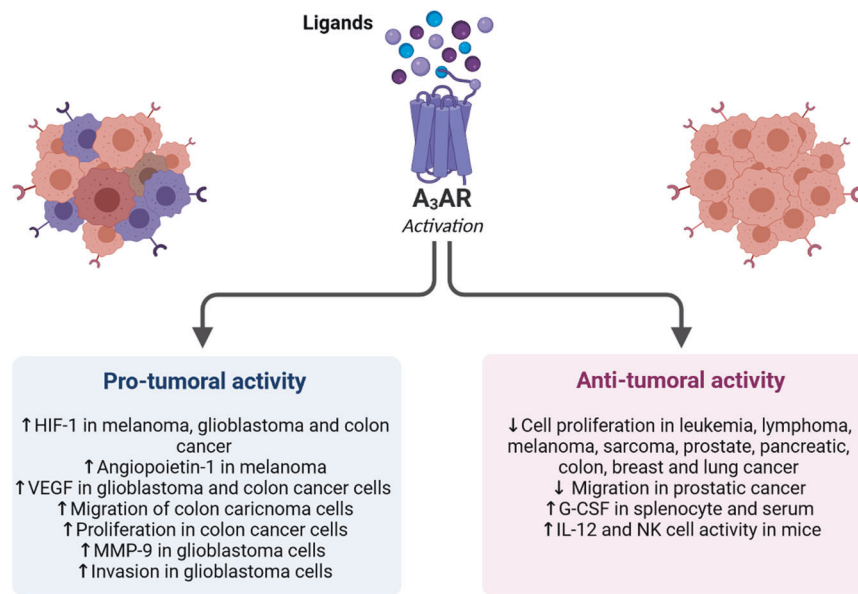 Ligands
A₃AR
Activation
Pro-tumoral activity
↑HIF-1 in melanoma, glioblastoma and colon
cancer
↑Angiopoietin-1 in melanoma
↑VEGF in glioblastoma and colon cancer cells
↑Migration of colon caricnoma cells
↑Proliferation in colon cancer cells
↑MMP-9 in glioblastoma cells
↑Invasion in glioblastoma cells
Anti-tumoral activity
↓Cell proliferation in leukemia, lymphoma,
melanoma, sarcoma, prostate, pancreatic,
colon, breast and lung cancer
↓ Migration in prostatic cancer
↑G-CSF in splenocyte and serum
↑IL-12 and NK cell activity in mice